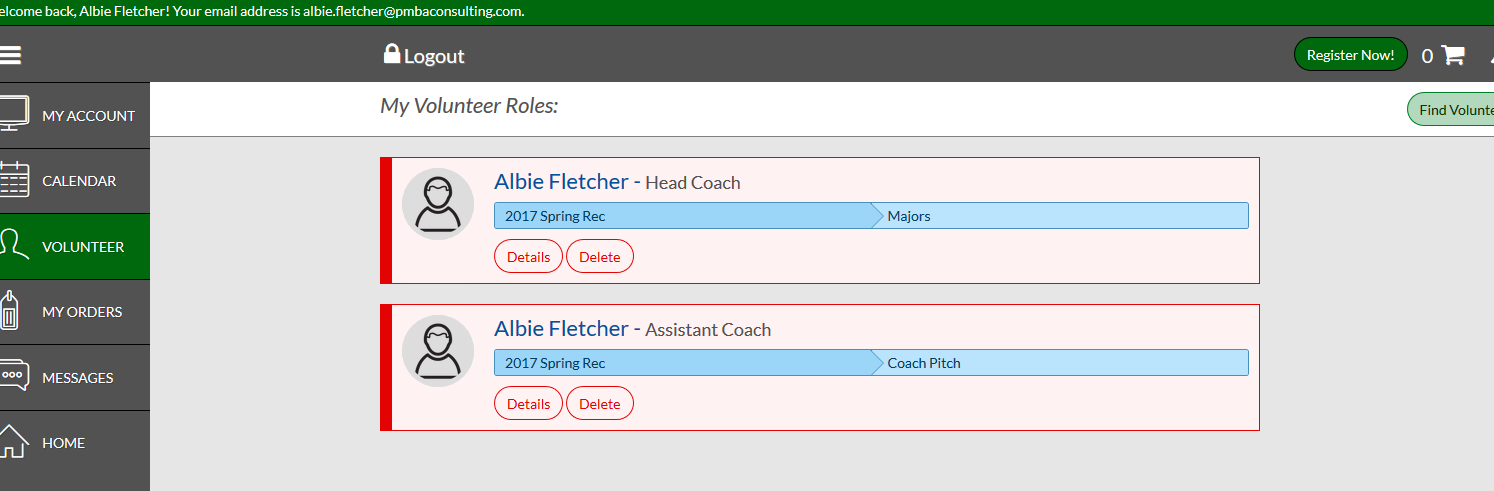 elcome back, Albie Fletcher! Your email address is albie.fletcher@pmbaconsulting.com.
Logout
Register Now!
0
MY ACCOUNT
CALENDAR
VOLUNTEER
MY ORDERS
MESSAGES
HOME
My Volunteer Roles:
Find Volunte
Albie Fletcher - Head Coach
2017 Spring Rec
Majors
Details
Delete
Albie Fletcher - Assistant Coach
2017 Spring Rec
Coach Pitch
Details
Delete